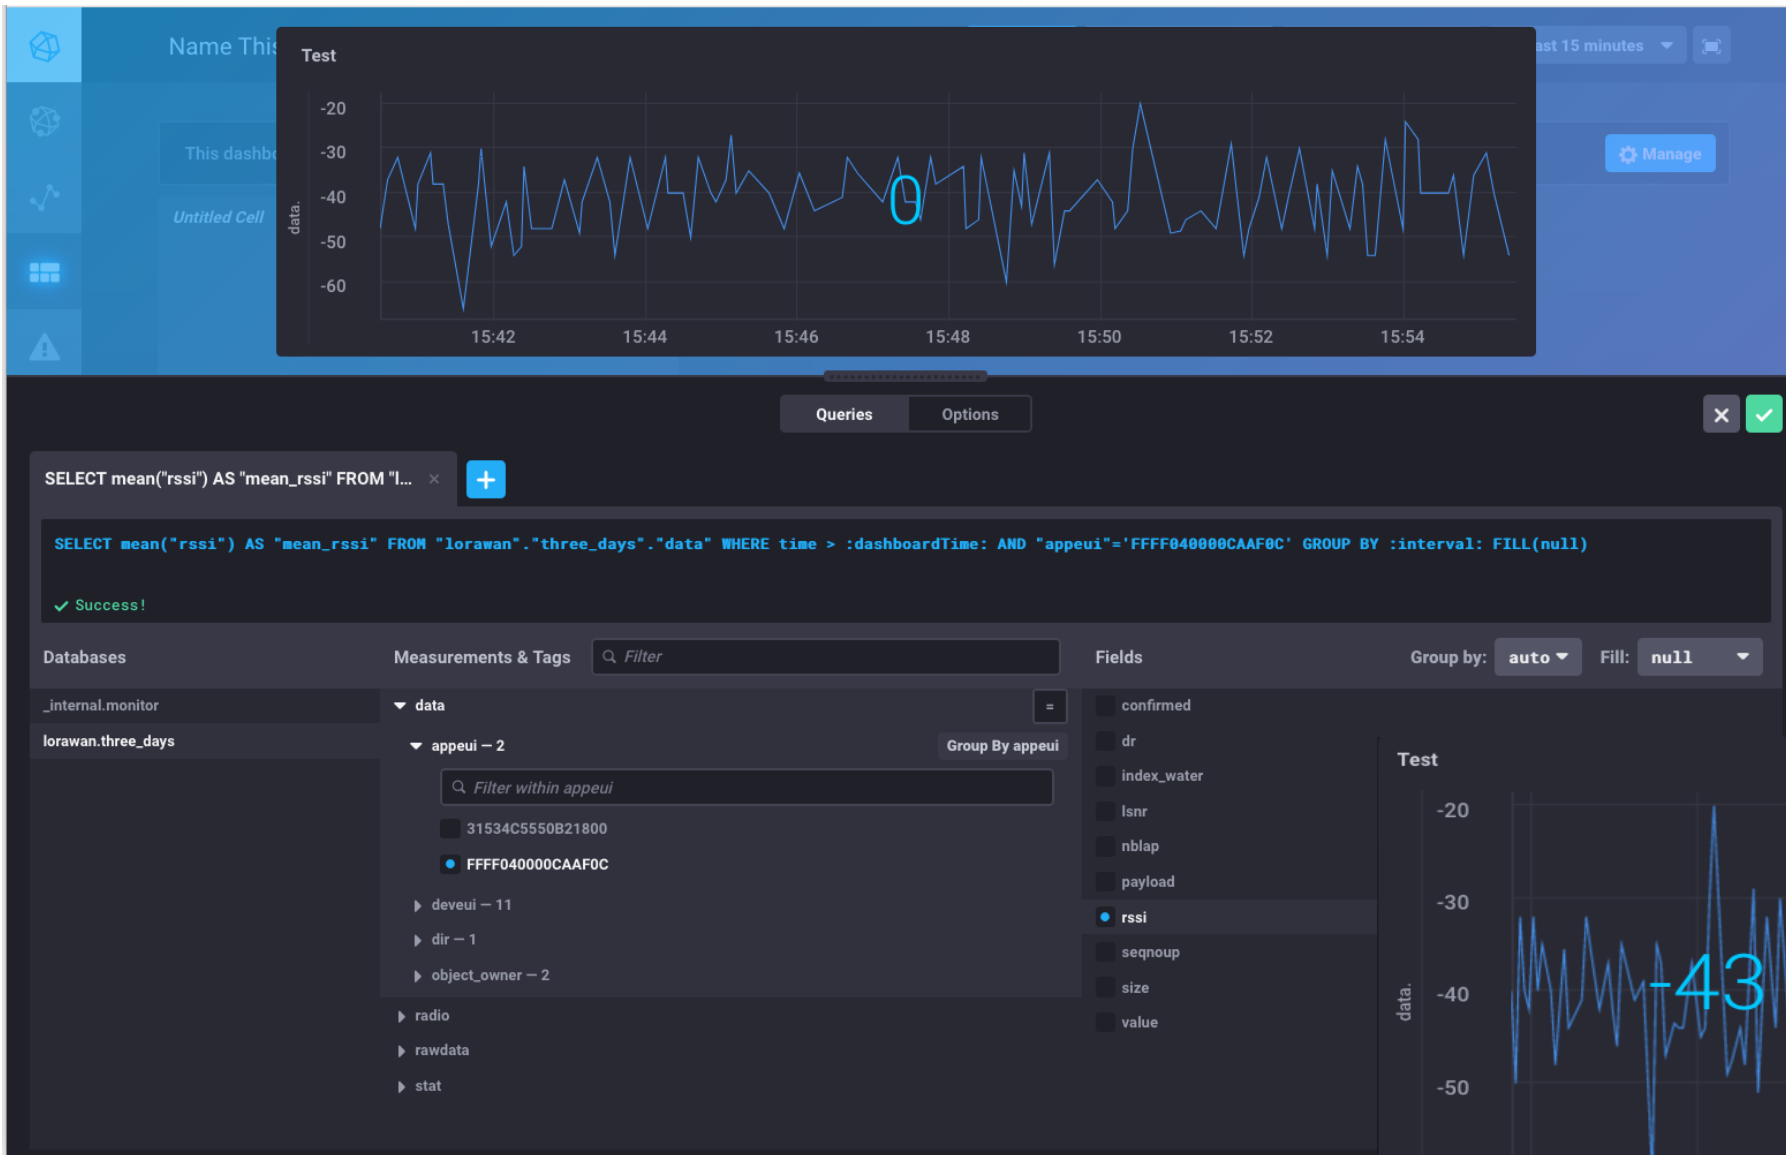 Name This
Test
ast 15 minutes
-20
-30
-40
-50
-60
data.
0
15:42 15:44 15:46 15:48 15:50 15:52 15:54
This dashbo
Manage
Untitled Cell
Queries Options
SELECT mean("rssi") AS "mean_rssi" FROM "l...
SELECT mean("rssi") AS "mean_rssi" FROM "lorawan"."three_days"."data" WHERE time > :dashboardTime: AND "appeui"='FFFF040000CAAF0C' GROUP BY :interval: FILL(null)
Success!
Databases
_internal.monitor
lorawan.three_days
Measurements & Tags Filter
data =
appeui — 2 Group By appeui
Filter within appeui
31534C5550B21800
FFFF040000CAAF0C
deveui — 11
dir — 1
object_owner — 2
radio
rawdata
stat
Fields Group by: auto Fill: null
confirmed
dr
index_water
lsnr
nblap
payload
rssi
seqnoup
size
value
Test
-20
-30
-40
-50
data.
-43